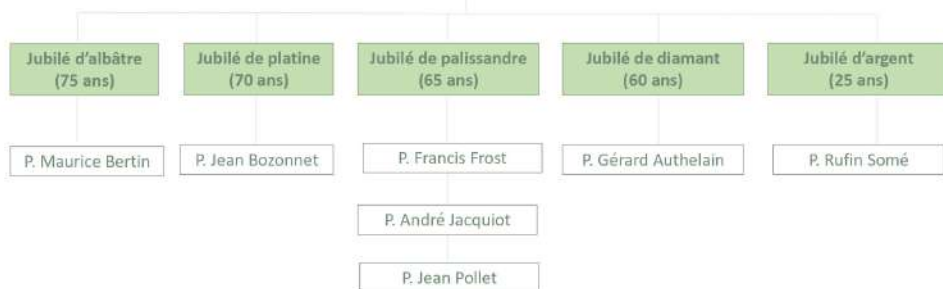 Jubilé d'albâtre
(75 ans)
Jubilé de platine
(70 ans)
Jubilé de palissandre
(65 ans)
Jubilé de diamant
(60 ans)
Jubilé d'argent
(25 ans)
P. Maurice Bertin
P. Jean Bozonnet
P. Francis Frost
P. Gérard Authelain
P. Rufin Somé
P. André Jacquiot
P. Jean Pollet